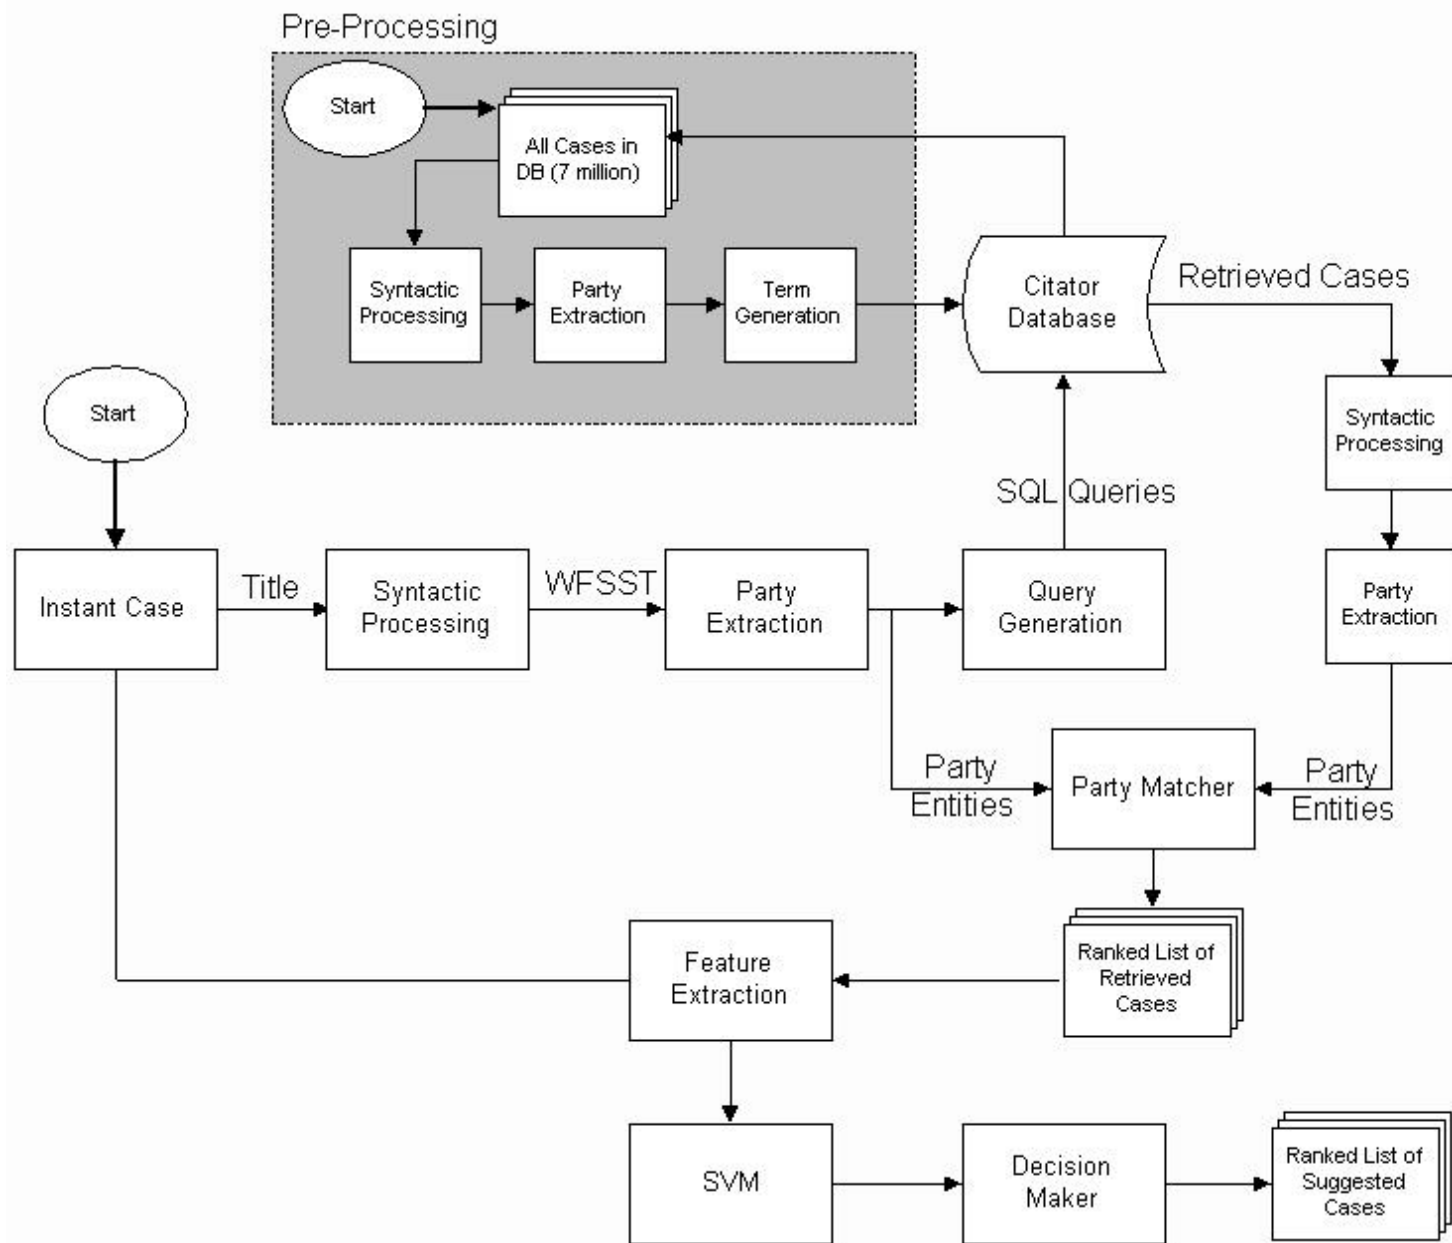 Pre-Processing
Start
All Cases in
DB (7 million)
Syntactic
Processing
Party
Extraction
Term
Generation
Citator
Database
Retrieved Cases
Syntactic
Processing
Party
Extraction
Start
SQL Queries
Instant Case
Title
Syntactic
Processing
WFSST
Party
Extraction
Query
Generation
Party
Entities
Party Matcher
Party
Entities
Ranked List of
Retrieved
Cases
Feature
Extraction
SVM
Decision
Maker
Ranked List of
Suggested
Cases